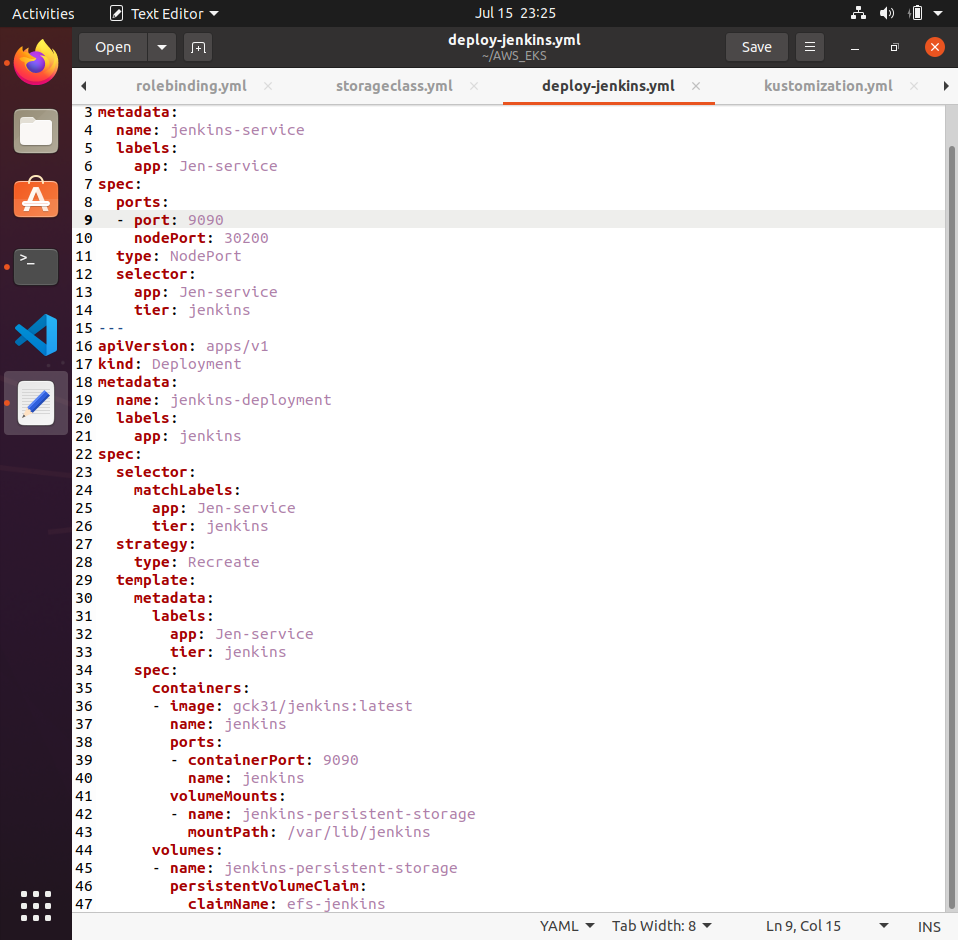 Activities Text Editor Jul 15 23:25
Open deploy-jenkins.yml Save
~/AWS_EKS
rolebinding.yml storageclass.yml deploy-jenkins.yml kustomization.yml
3 metadata:
4   name: jenkins-service
5   labels:
6     app: Jen-service
7 spec:
8   ports:
9   - port: 9090
10     nodePort: 30200
11   type: NodePort
12   selector:
13     app: Jen-service
14     tier: jenkins
15 ---
16 apiVersion: apps/v1
17 kind: Deployment
18 metadata:
19   name: jenkins-deployment
20   labels:
21     app: jenkins
22 spec:
23   selector:
24     matchLabels:
25       app: Jen-service
26       tier: jenkins
27   strategy:
28     type: Recreate
29   template:
30     metadata:
31       labels:
32         app: Jen-service
33         tier: jenkins
34     spec:
35       containers:
36       - image: gck31/jenkins:latest
37         name: jenkins
38         ports:
39         - containerPort: 9090
40           name: jenkins
41         volumeMounts:
42         - name: jenkins-persistent-storage
43           mountPath: /var/lib/jenkins
44       volumes:
45       - name: jenkins-persistent-storage
46         persistentVolumeClaim:
47           claimName: efs-jenkins
YAML Tab Width: 8 Ln 9, Col 15 INS